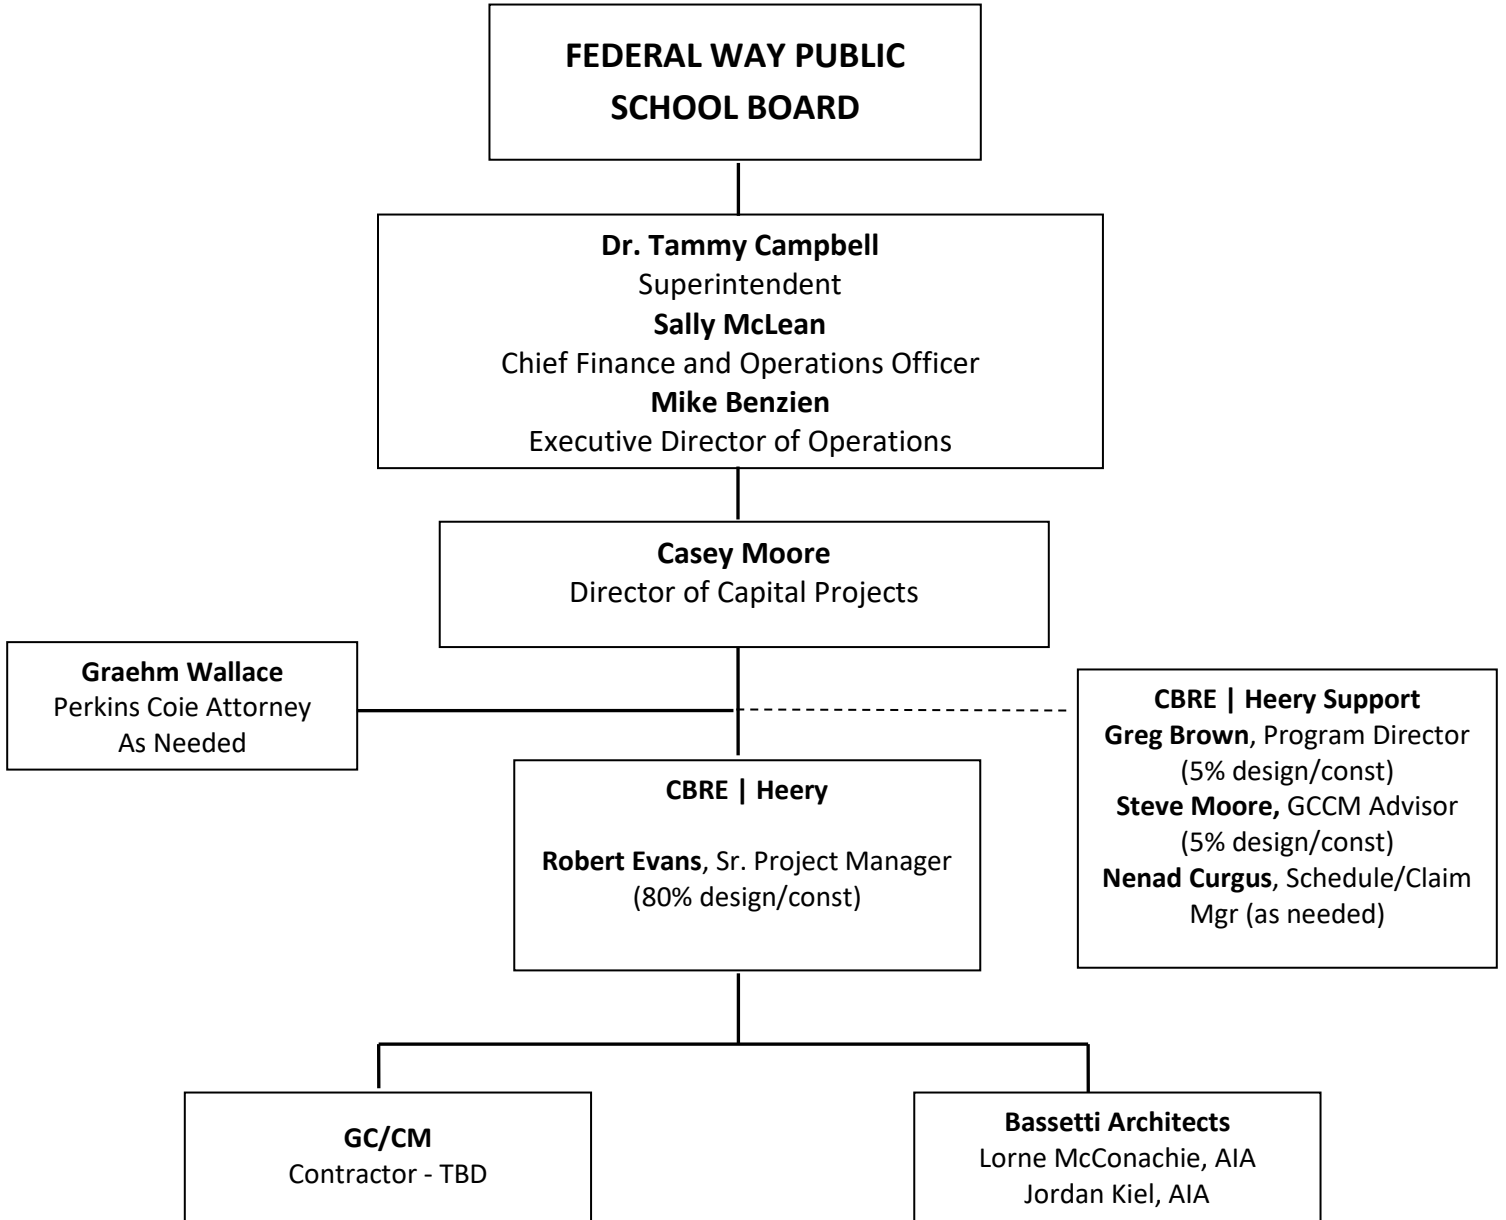 FEDERAL WAY PUBLIC
SCHOOL BOARD
Dr. Tammy Campbell
Superintendent
Sally McLean
Chief Finance and Operations Officer
Mike Benzien
Executive Director of Operations
Casey Moore
Director of Capital Projects
Graehm Wallace
Perkins Coie Attorney
As Needed
CBRE | Heery Support
Greg Brown, Program Director
(5% design/const)
Steve Moore, GCCM Advisor
(5% design/const)
Nenad Curgus, Schedule/Claim
Mgr (as needed)
CBRE | Heery
Robert Evans, Sr. Project Manager
(80% design/const)
GC/CM
Contractor - TBD
Bassetti Architects
Lorne McConachie, AIA
Jordan Kiel, AIA